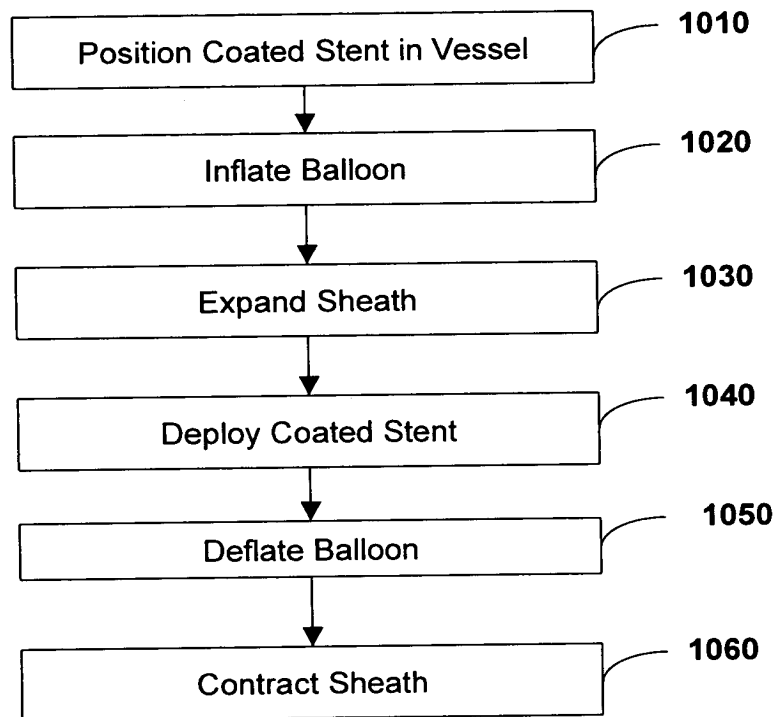 Position Coated Stent in Vessel 1010
Inflate Balloon 1020
Expand Sheath 1030
Deploy Coated Stent 1040
Deflate Balloon 1050
Contract Sheath 1060